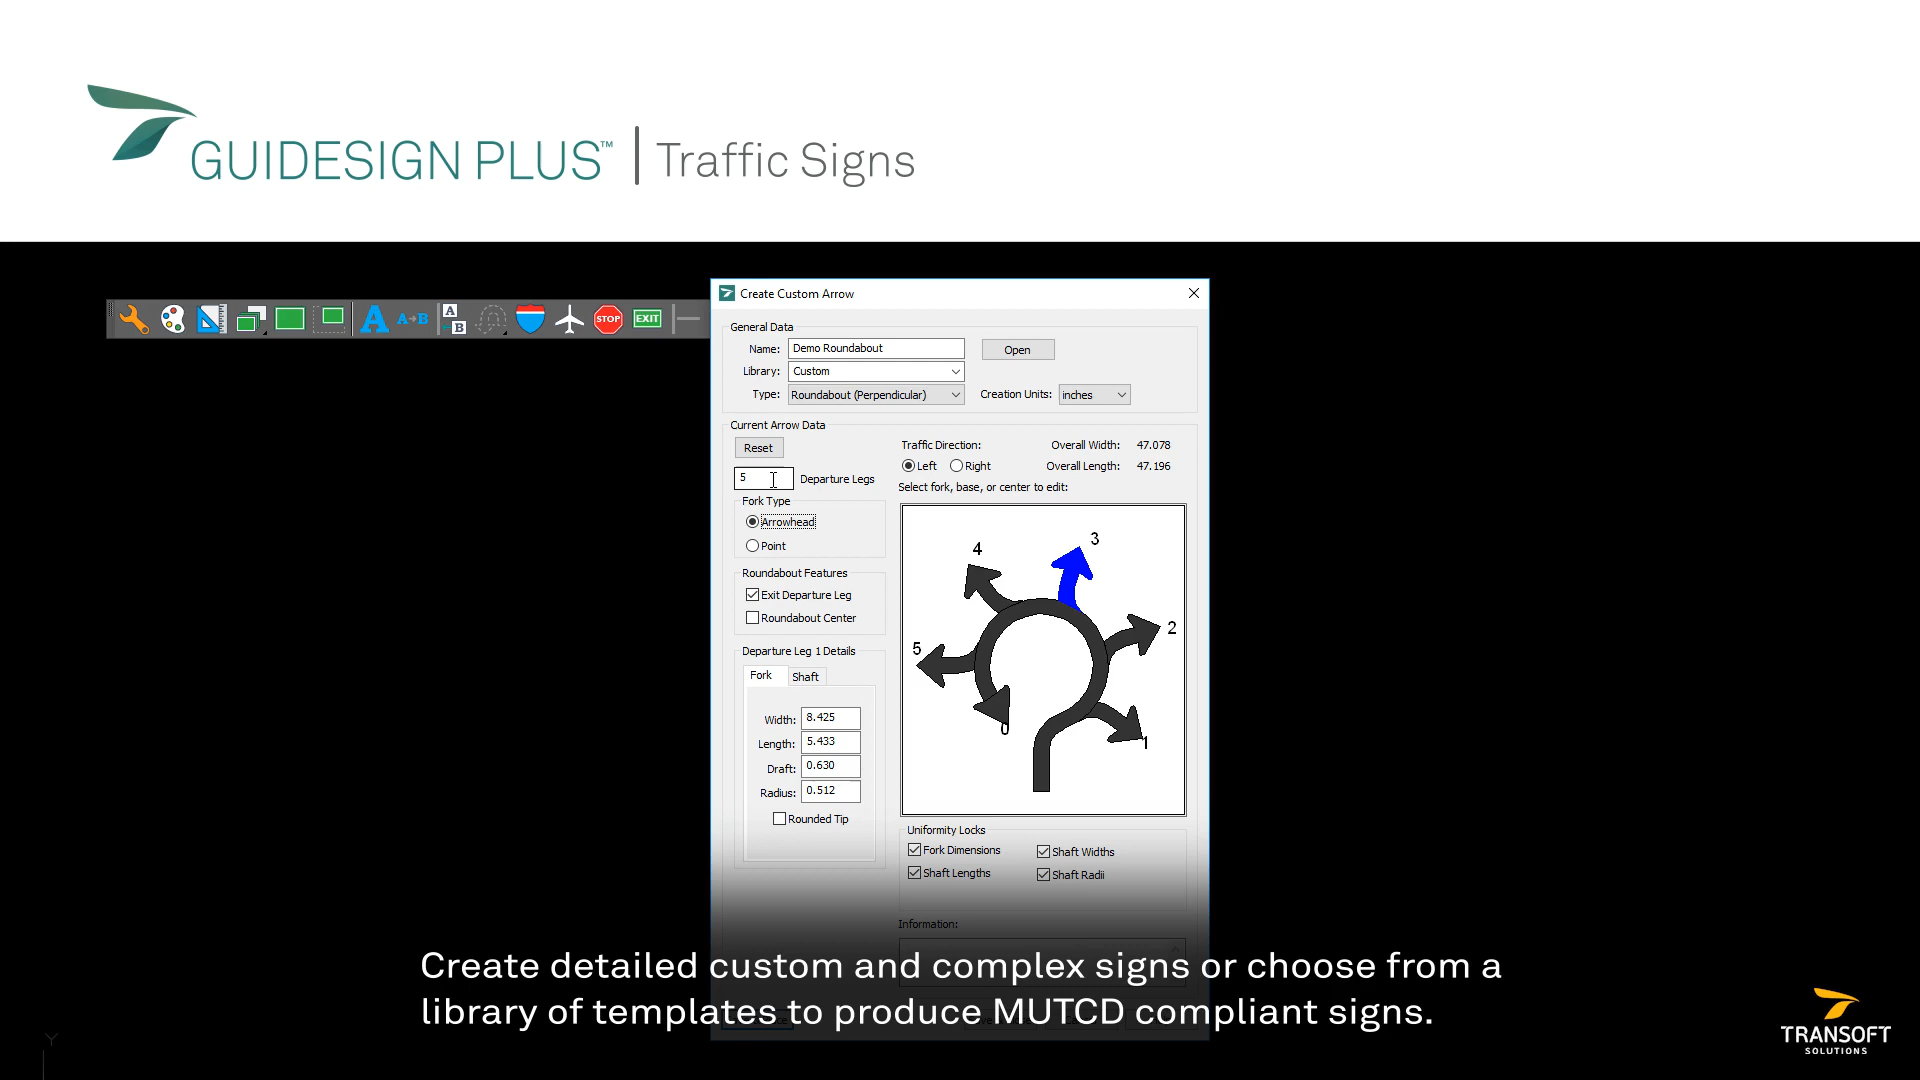 GUIDESIGN PLUS™ | Traffic Signs
Create Custom Arrow
General Data
Name: Demo Roundabout Open
Library: Custom
Type: Roundabout (Perpendicular) Creation Units: inches
Current Arrow Data
Reset
Traffic Direction: Overall Width: 47.078
Left Right Overall Length: 47.196
5 Departure Legs
Select fork, base, or center to edit:
Fork Type
Arrowhead
Point
Roundabout Features
Exit Departure Leg
Roundabout Center
Departure Leg 1 Details
Fork Shaft
Width: 8.425
Length: 5.433
Draft: 0.630
Radius: 0.512
Rounded Tip
3
4
2
5
0
1
Uniformity Locks
Fork Dimensions Shaft Widths
Shaft Lengths Shaft Radii
Information:
A
A→B
A
B
STOP
EXIT
Create detailed custom and complex signs or choose from a
library of templates to produce MUTCD compliant signs.
Y
TRANSOFT
SOLUTIONS